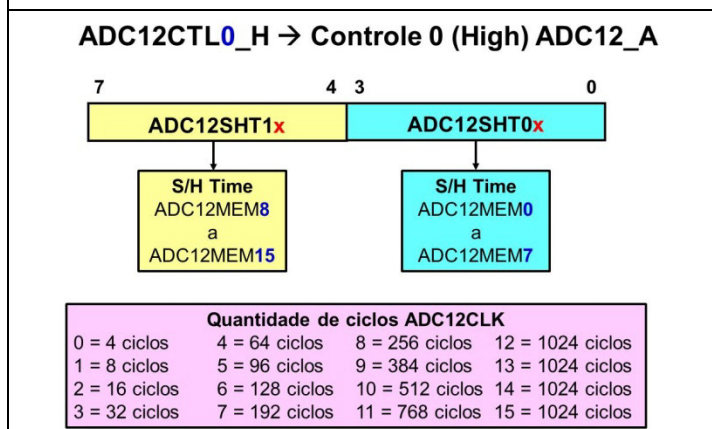 ADC12CTL0_H → Controle 0 (High) ADC12_A
7 4 3 0
ADC12SHT1x ADC12SHT0x
S/H Time
ADC12MEM8
a
ADC12MEM15
S/H Time
ADC12MEM0
a
ADC12MEM7
Quantidade de ciclos ADC12CLK
0 = 4 ciclos 4 = 64 ciclos 8 = 256 ciclos 12 = 1024 ciclos
1 = 8 ciclos 5 = 96 ciclos 9 = 384 ciclos 13 = 1024 ciclos
2 = 16 ciclos 6 = 128 ciclos 10 = 512 ciclos 14 = 1024 ciclos
3 = 32 ciclos 7 = 192 ciclos 11 = 768 ciclos 15 = 1024 ciclos